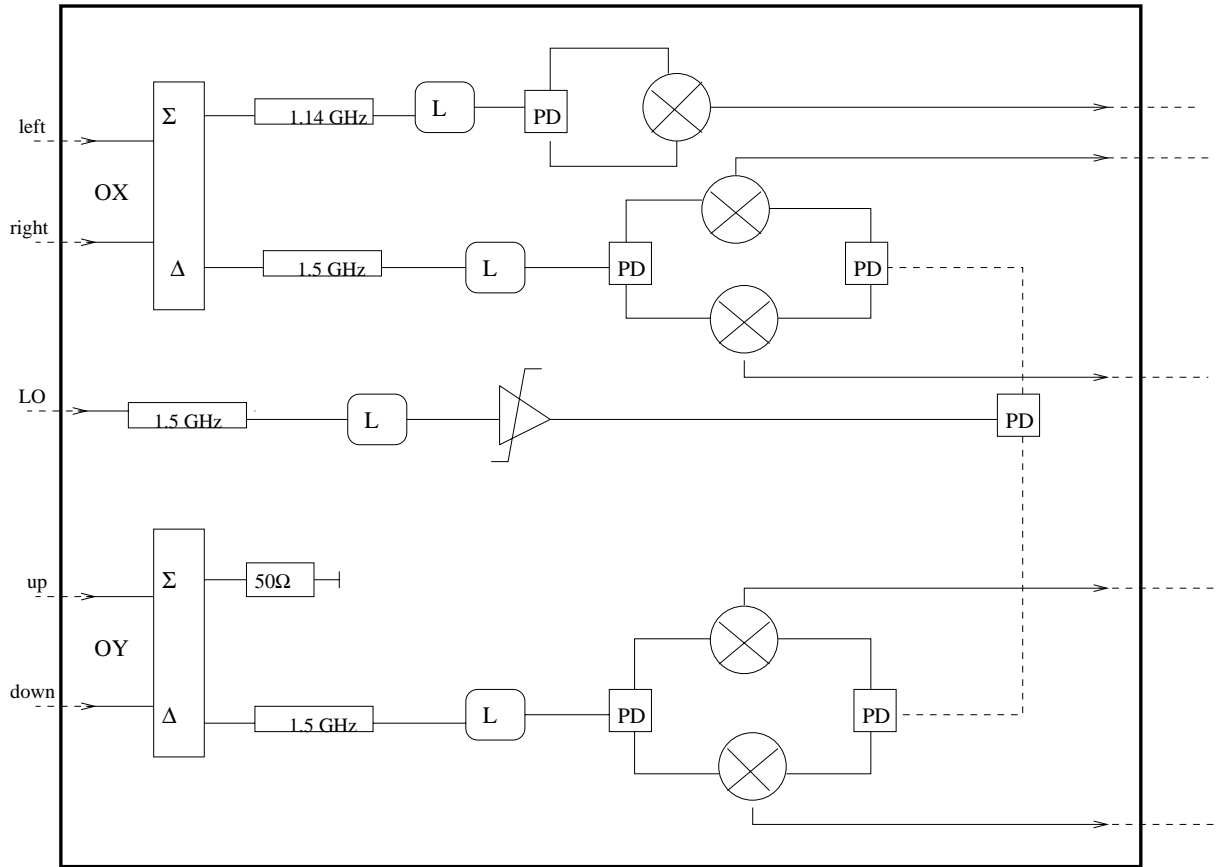 Σ
1.14 GHz
L
PD
left
OX
right
Δ
1.5 GHz
L
PD
PD
LO
1.5 GHz
L
PD
Σ
50Ω
up
OY
down
Δ
1.5 GHz
L
PD
PD